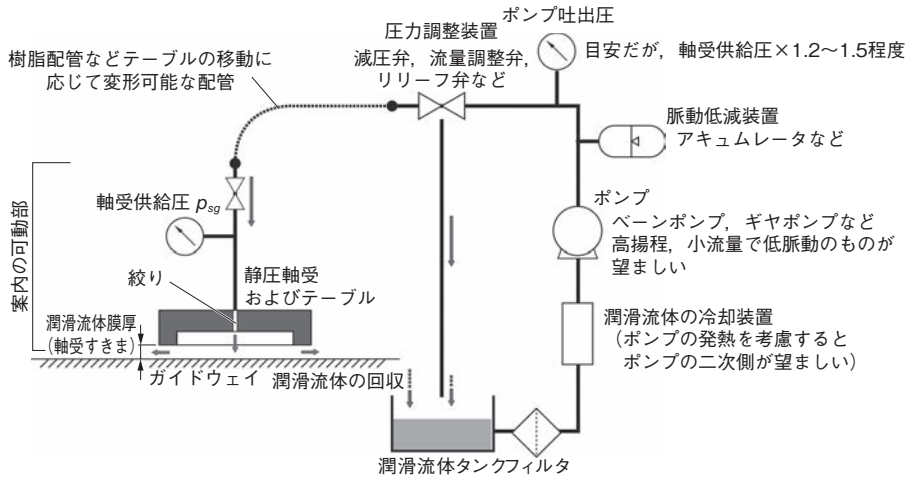 ポンプ吐出圧
目安だが，軸受供給圧×1.2～1.5程度
圧力調整装置
減圧弁，流量調整弁，
リリーフ弁など
樹脂配管などテーブルの移動に
応じて変形可能な配管
脈動低減装置
アキュムレータなど
案内の可動部
軸受供給圧 psg
ポンプ
ベーンポンプ，ギヤポンプなど
高揚程，小流量で低脈動のものが
望ましい
絞り
静圧軸受
およびテーブル
潤滑流体膜厚
(軸受すきま)
潤滑流体の冷却装置
（ポンプの発熱を考慮すると
ポンプの二次側が望ましい）
ガイドウェイ
潤滑流体の回収
潤滑流体タンク
フィルタ